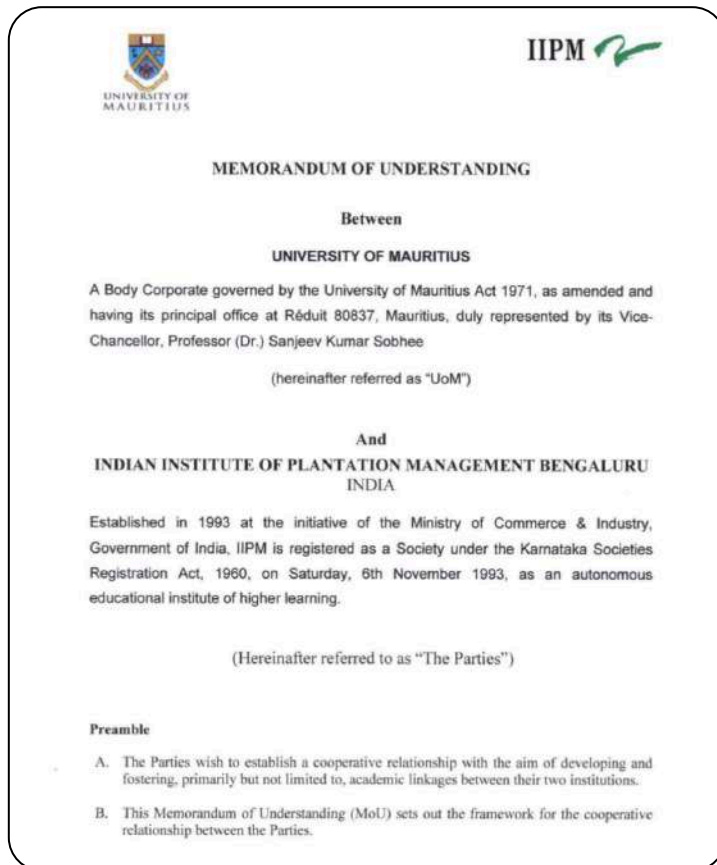 UNIVERSITY OF
MAURITIUS
IIPM
MEMORANDUM OF UNDERSTANDING
Between
UNIVERSITY OF MAURITIUS
A Body Corporate governed by the University of Mauritius Act 1971, as amended and
having its principal office at Réduit 80837, Mauritius, duly represented by its Vice-
Chancellor, Professor (Dr.) Sanjeev Kumar Sobhee
(hereinafter referred as “UoM”)
And
INDIAN INSTITUTE OF PLANTATION MANAGEMENT BENGALURU
INDIA
Established in 1993 at the initiative of the Ministry of Commerce & Industry,
Government of India, IIPM is registered as a Society under the Karnataka Societies
Registration Act, 1960, on Saturday, 6th November 1993, as an autonomous
educational institute of higher learning.
(Hereinafter referred to as “The Parties”)
Preamble
A. The Parties wish to establish a cooperative relationship with the aim of developing and
fostering, primarily but not limited to, academic linkages between their two institutions.
B. This Memorandum of Understanding (MoU) sets out the framework for the cooperative
relationship between the Parties.